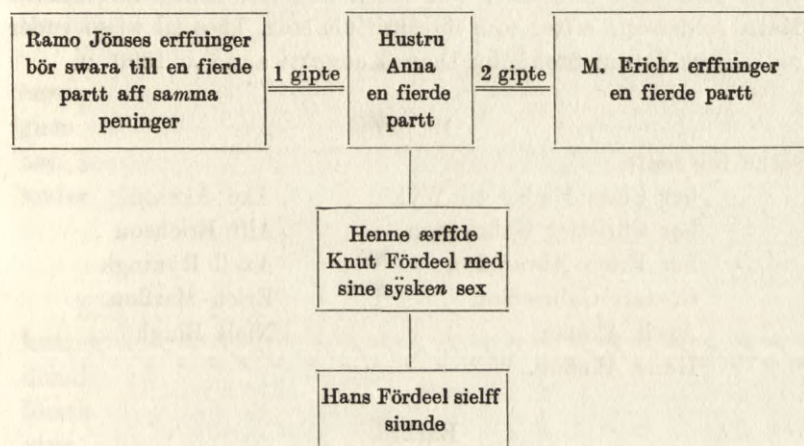 Ramo Jönses erffuinger
bör swara till en fierde
partt aff samma
peninger
1 gipte
Hustru
Anna
en fierde
partt
2 gipte
M. Erichz erffuinger
en fierde partt
Henne ærffde
Knut Fördeel med
sine sÿsken sex
Hans Fördeel sielff
siunde